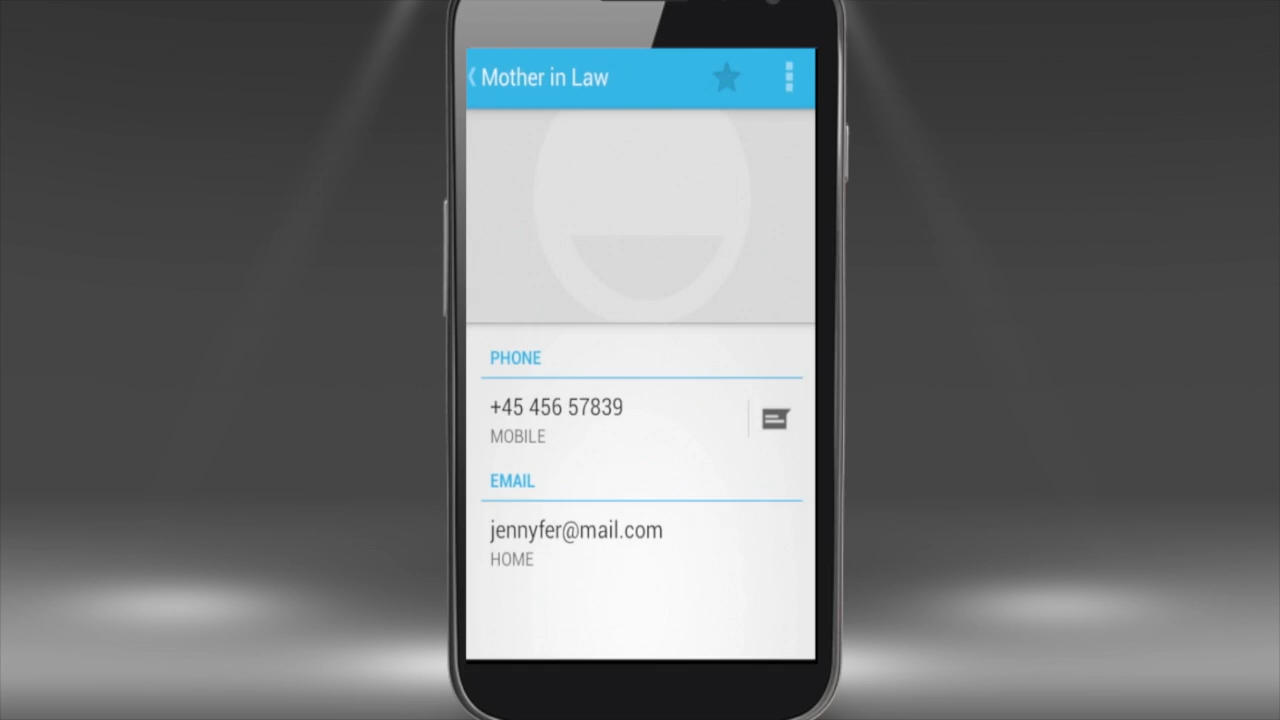 Mother in Law
PHONE
+45 456 57839
MOBILE
EMAIL
jennyfer@mail.com
HOME